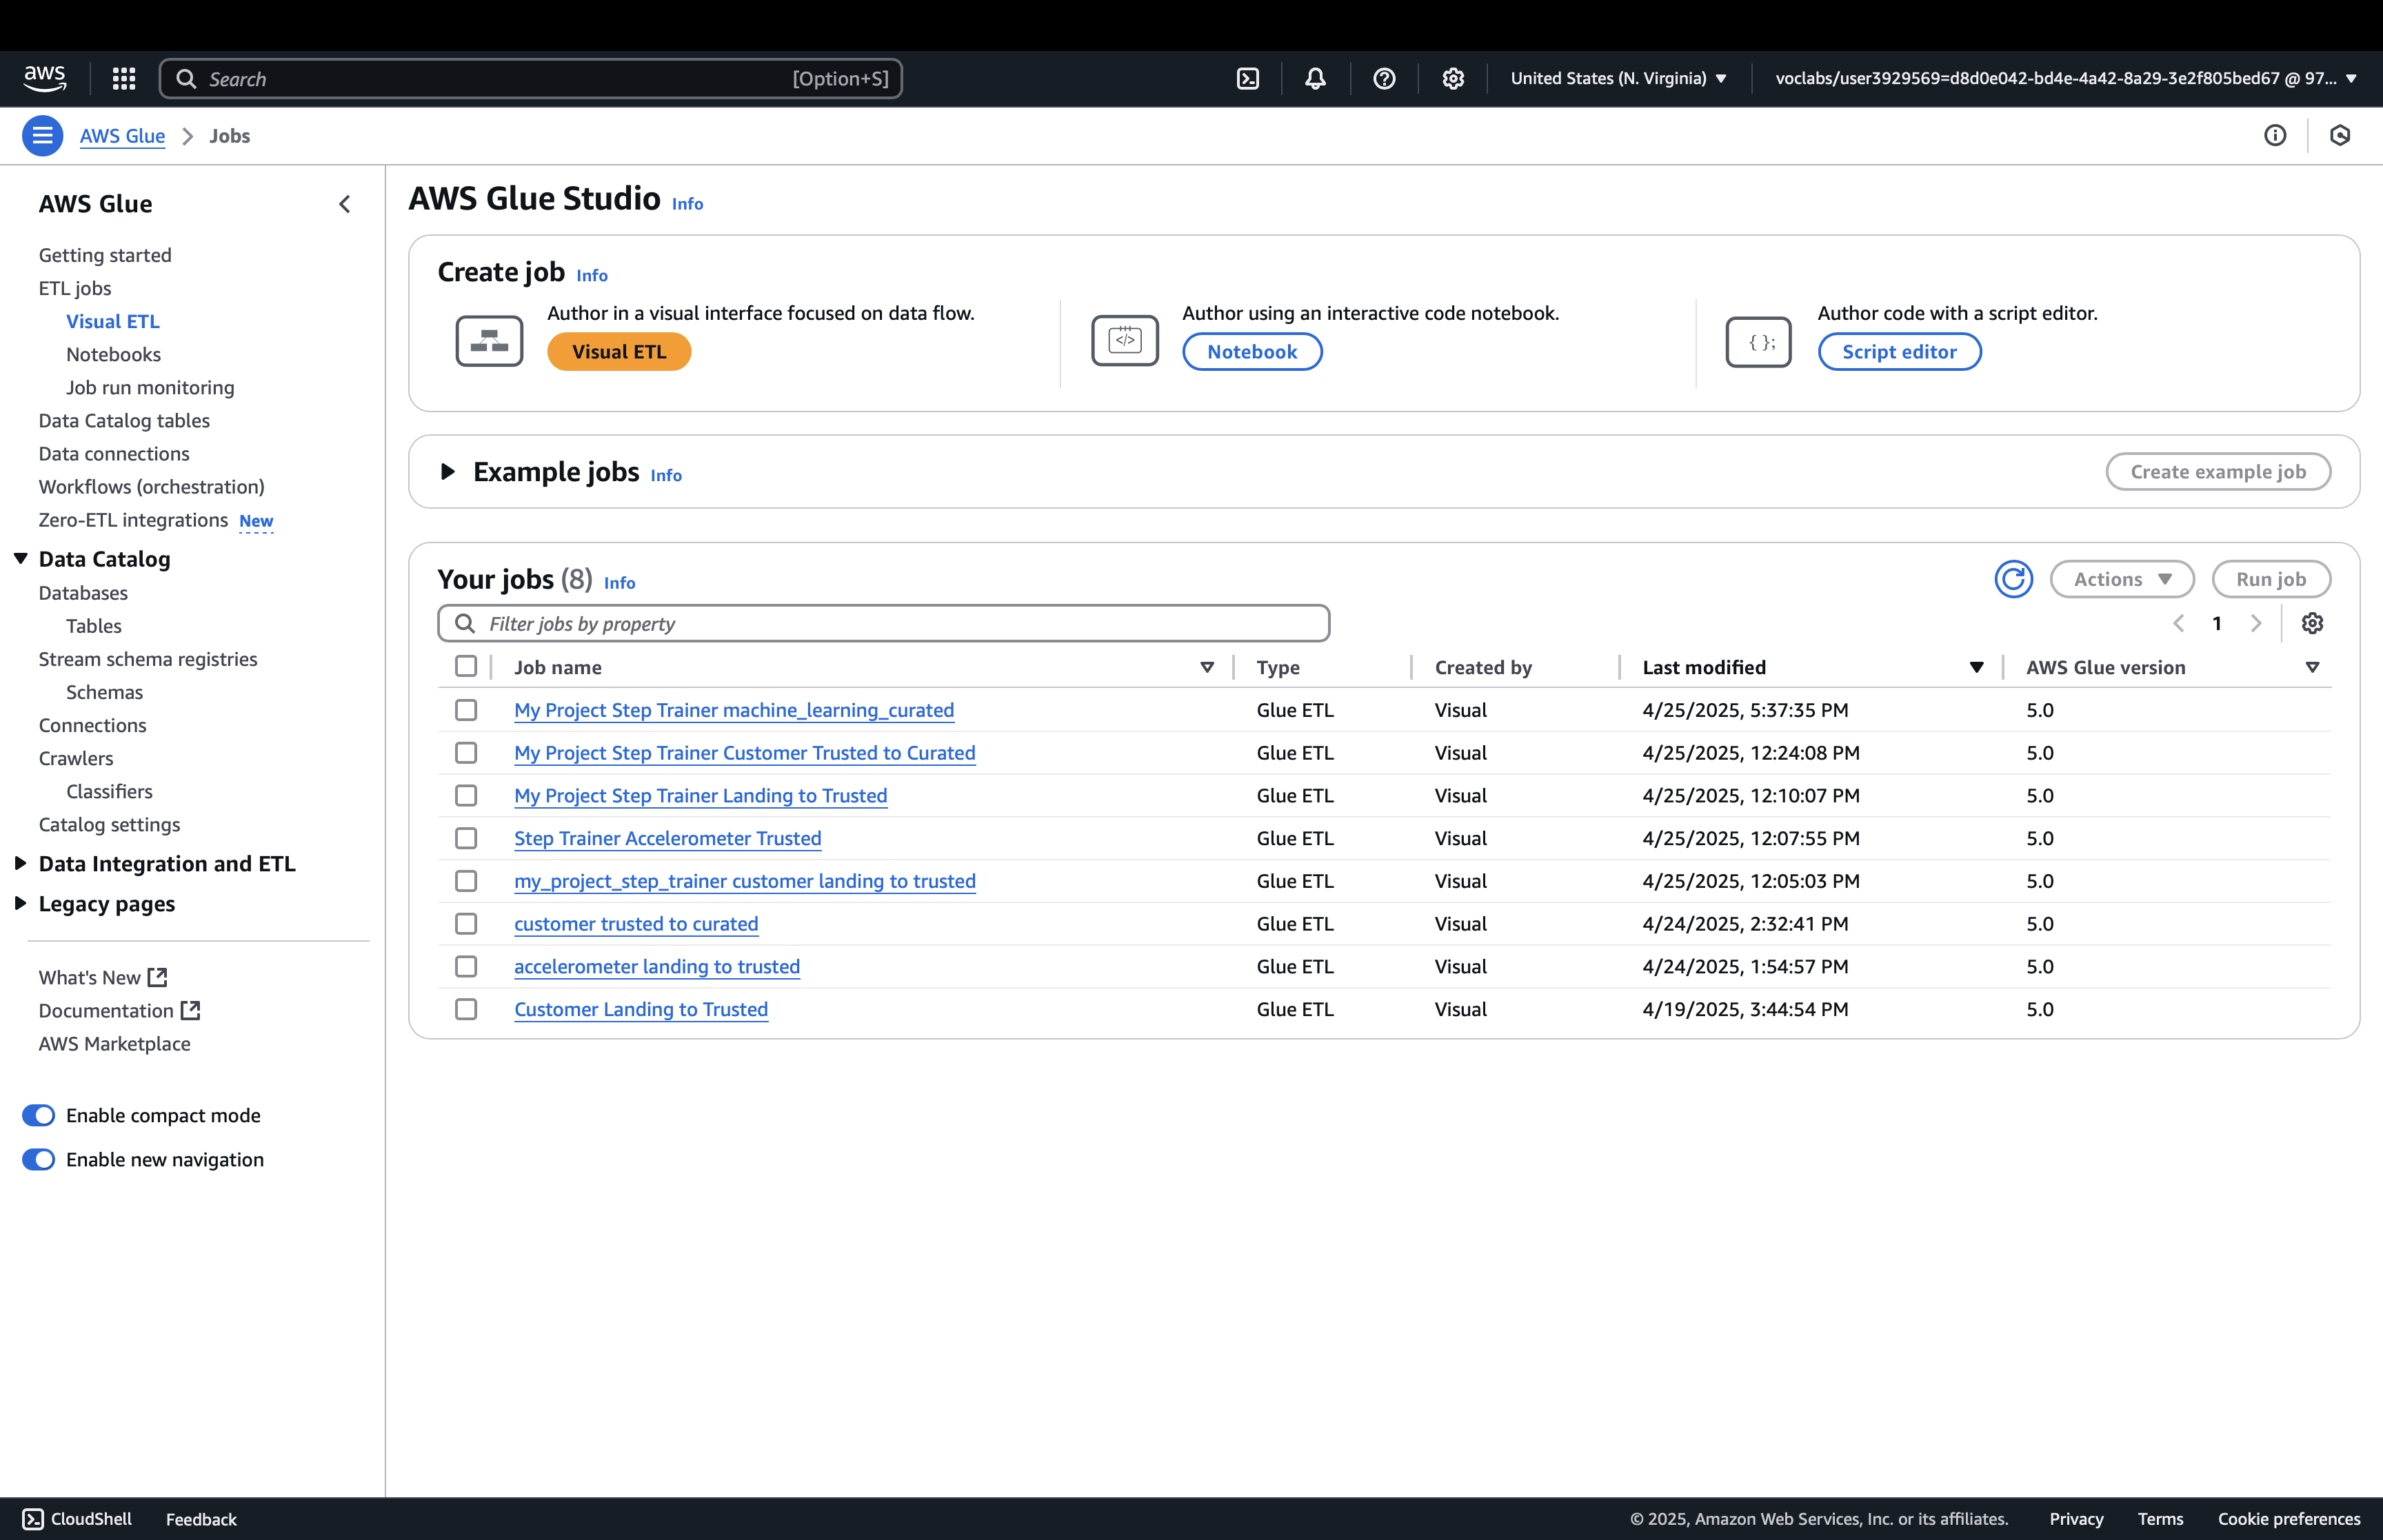 aws
Search [Option+S]
United States (N. Virginia)
voclabs/user3929569=d8d0e042-bd4e-4a42-8a29-3e2f805bed67 @ 97...
AWS Glue > Jobs
AWS Glue
Getting started
ETL jobs
Visual ETL
Notebooks
Job run monitoring
Data Catalog tables
Data connections
Workflows (orchestration)
Zero-ETL integrations New
Data Catalog
Databases
Tables
Stream schema registries
Schemas
Connections
Crawlers
Classifiers
Catalog settings
Data Integration and ETL
Legacy pages
What's New
Documentation
AWS Marketplace
Enable compact mode
Enable new navigation
AWS Glue Studio Info
Create job Info
Author in a visual interface focused on data flow.
Visual ETL
</>
Author using an interactive code notebook.
Notebook
{ };
Author code with a script editor.
Script editor
Example jobs Info
Create example job
Your jobs (8) Info
Actions
Run job
Filter jobs by property
1
Job name Type Created by Last modified AWS Glue version
My Project Step Trainer machine_learning_curated Glue ETL Visual 4/25/2025, 5:37:35 PM 5.0
My Project Step Trainer Customer Trusted to Curated Glue ETL Visual 4/25/2025, 12:24:08 PM 5.0
My Project Step Trainer Landing to Trusted Glue ETL Visual 4/25/2025, 12:10:07 PM 5.0
Step Trainer Accelerometer Trusted Glue ETL Visual 4/25/2025, 12:07:55 PM 5.0
my_project_step_trainer customer landing to trusted Glue ETL Visual 4/25/2025, 12:05:03 PM 5.0
customer trusted to curated Glue ETL Visual 4/24/2025, 2:32:41 PM 5.0
accelerometer landing to trusted Glue ETL Visual 4/24/2025, 1:54:57 PM 5.0
Customer Landing to Trusted Glue ETL Visual 4/19/2025, 3:44:54 PM 5.0
CloudShell Feedback © 2025, Amazon Web Services, Inc. or its affiliates. Privacy Terms Cookie preferences